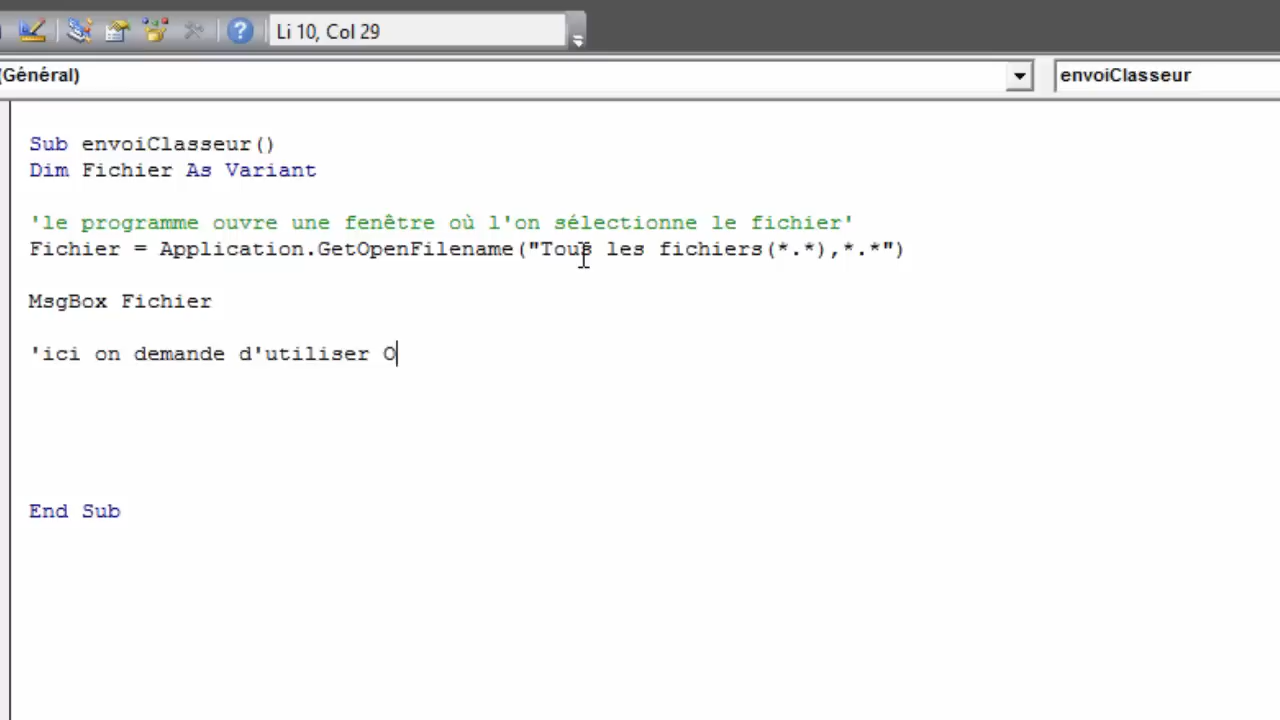 Li 10, Col 29
(Général)
envoiClasseur
Sub envoiClasseur()
Dim Fichier As Variant
'le programme ouvre une fenêtre où l'on sélectionne le fichier'
Fichier = Application.GetOpenFilename("Tous les fichiers(*.*),*.*")
MsgBox Fichier
'ici on demande d'utiliser O
End Sub